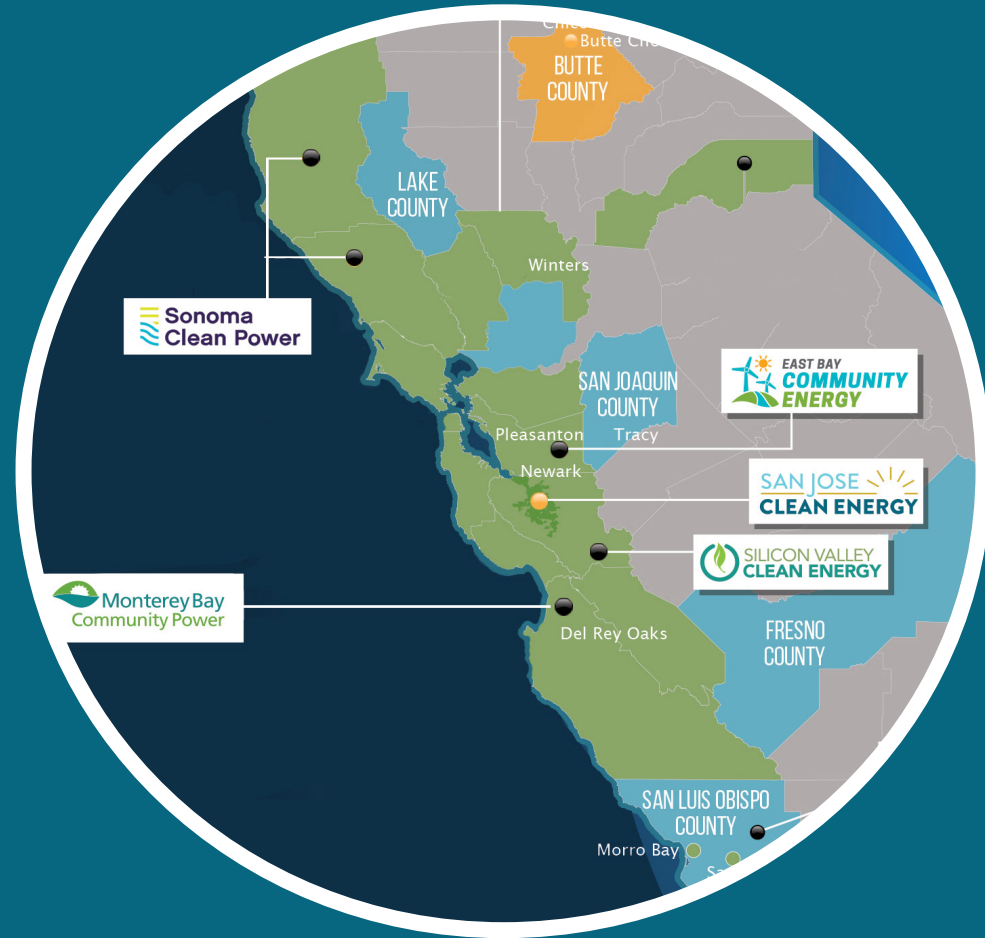 Butte
BUTTE
COUNTY
LAKE
COUNTY
Winters
Sonoma
Clean Power
SAN JOAQUIN
COUNTY
EAST BAY
COMMUNITY
ENERGY
Pleasanton
Tracy
Newark
SAN JOSE
CLEAN ENERGY
SILICON VALLEY
CLEAN ENERGY
Monterey Bay
Community Power
Del Rey Oaks
FRESNO
COUNTY
SAN LUIS OBISPO
COUNTY
Morro Bay